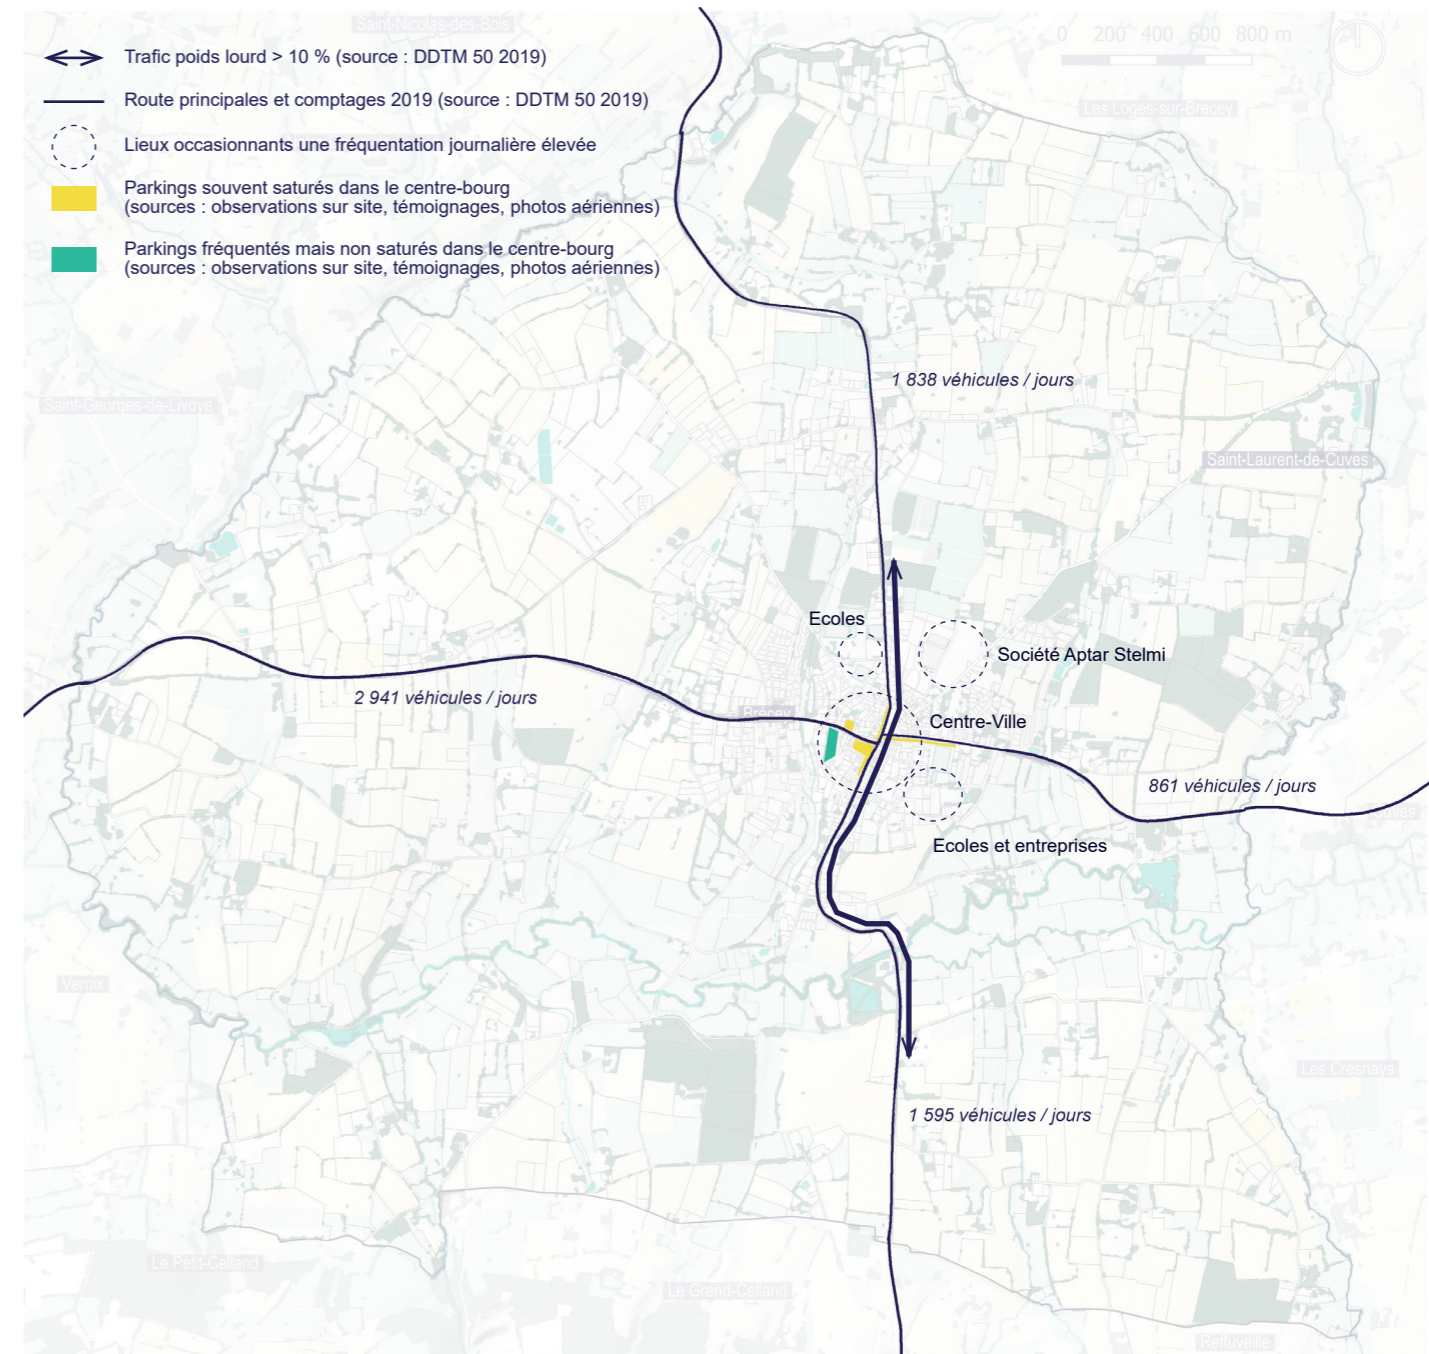 Saint-Nicolas-des-Bois
0 200 400 600 800 m
Trafic poids lourd > 10 % (source : DDTM 50 2019)
Route principales et comptages 2019 (source : DDTM 50 2019)
Les Loges-sur-Brécey
Lieux occasionnants une fréquentation journalière élevée
Parkings souvent saturés dans le centre-bourg
(sources : observations sur site, témoignages, photos aériennes)
Parkings fréquentés mais non saturés dans le centre-bourg
(sources : observations sur site, témoignages, photos aériennes)
1 838 véhicules / jours
Saint-Georges-de-Livoye
Saint-Laurent-de-Cuves
Ecoles
Société Aptar Stelmi
2 941 véhicules / jours
Brécey
Centre-Ville
861 véhicules / jours
Cuves
Ecoles et entreprises
Vernix
Les Cresnays
1 595 véhicules / jours
Le Petit-Celland
Le Grand-Celland
Reffuveille